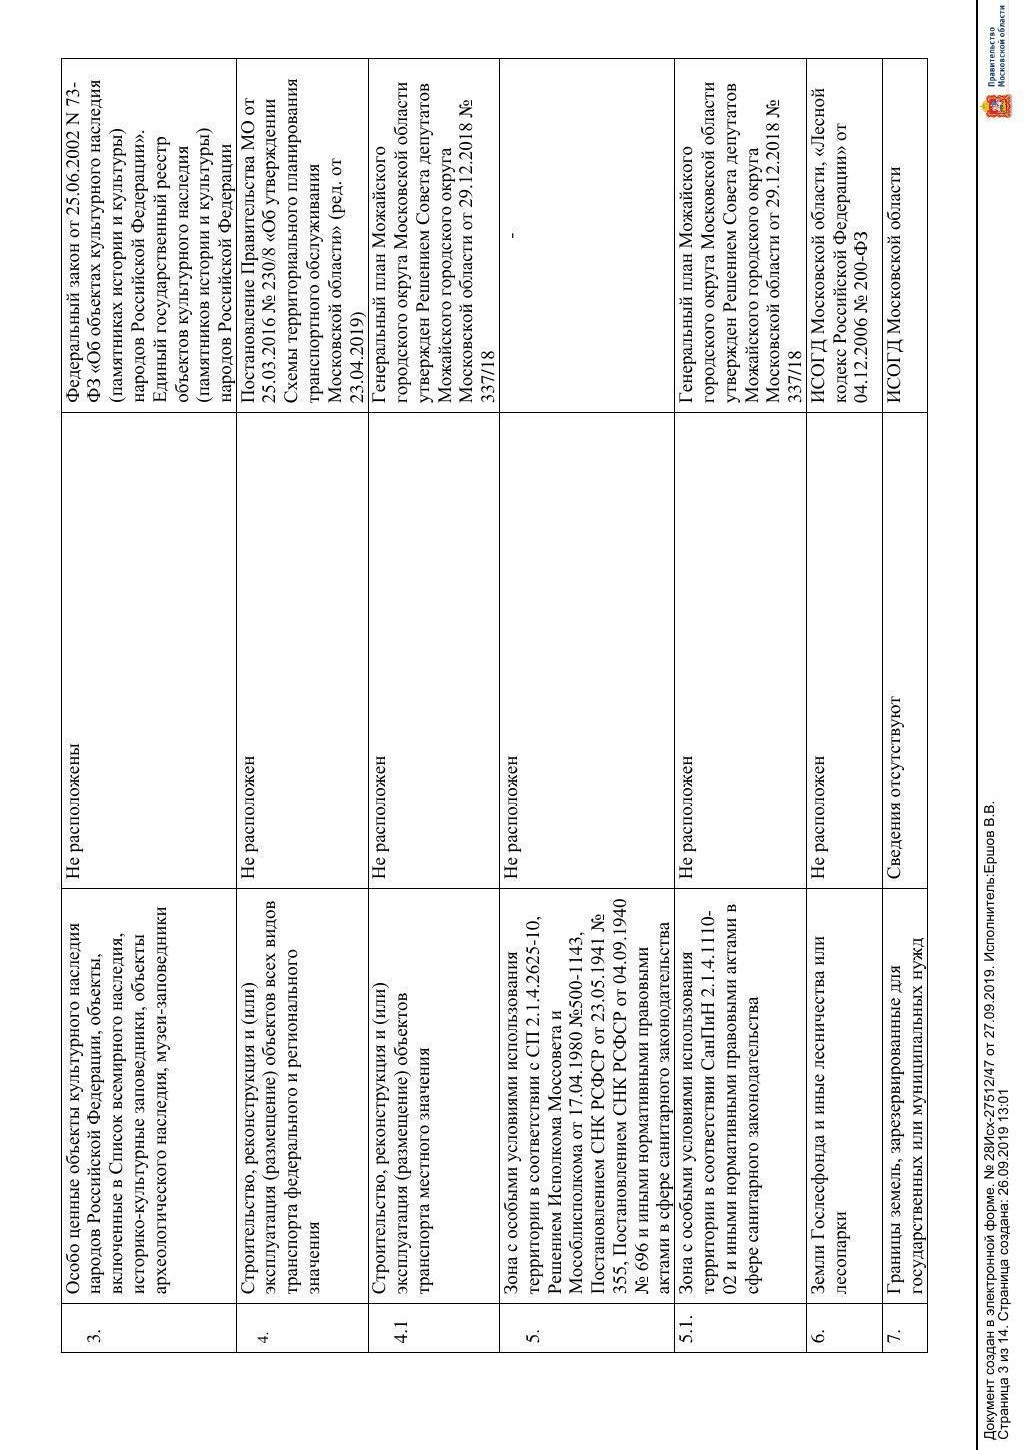 3.
Особо ценные объекты культурного наследия
народов Российской Федерации, объекты,
включенные в Список всемирного наследия,
историко-культурные заповедники, объекты
археологического наследия, музеи-заповедники
Не расположены
Федеральный закон от 25.06.2002 N 73-
ФЗ «Об объектах культурного наследия
(памятниках истории и культуры)
народов Российской Федерации».
Единый государственный реестр
объектов культурного наследия
(памятников истории и культуры)
народов Российской Федерации
4.
Строительство, реконструкция и (или)
эксплуатация (размещение) объектов всех видов
транспорта федерального и регионального
значения
Не расположен
Постановление Правительства МО от
25.03.2016 № 230/8 «Об утверждении
Схемы территориального планирования
транспортного обслуживания
Московской области» (ред. от
23.04.2019)
4.1
Строительство, реконструкция и (или)
эксплуатация (размещение) объектов
транспорта местного значения
Не расположен
Генеральный план Можайского
городского округа Московской области
утвержден Решением Совета депутатов
Можайского городского округа
Московской области от 29.12.2018 №
337/18
5.
Зона с особыми условиями использования
территории в соответствии с СП 2.1.4.2625-10,
Решением Исполкома Моссовета и
Мособлисполкома от 17.04.1980 №500-1143,
Постановлением СНК РСФСР от 23.05.1941 №
355, Постановлением СНК РСФСР от 04.09.1940
№ 696 и иными нормативными правовыми
актами в сфере санитарного законодательства
Не расположен
-
5.1.
Зона с особыми условиями использования
территории в соответствии СанПиН 2.1.4.1110-
02 и иными нормативными правовыми актами в
сфере санитарного законодательства
Не расположен
Генеральный план Можайского
городского округа Московской области
утвержден Решением Совета депутатов
Можайского городского округа
Московской области от 29.12.2018 №
337/18
6.
Земли Гослесфонда и иные лесничества или
лесопарки
Не расположен
ИСОГД Московской области, «Лесной
кодекс Российской Федерации» от
04.12.2006 № 200-ФЗ
7.
Границы земель, зарезервированные для
государственных или муниципальных нужд
Сведения отсутствуют
ИСОГД Московской области
Документ создан в электронной форме. № 28Исх-27512/47 от 27.09.2019. Исполнитель:Ершов В.В.
Страница 3 из 14. Страница создана: 26.09.2019 13:01
Правительство
Московской области